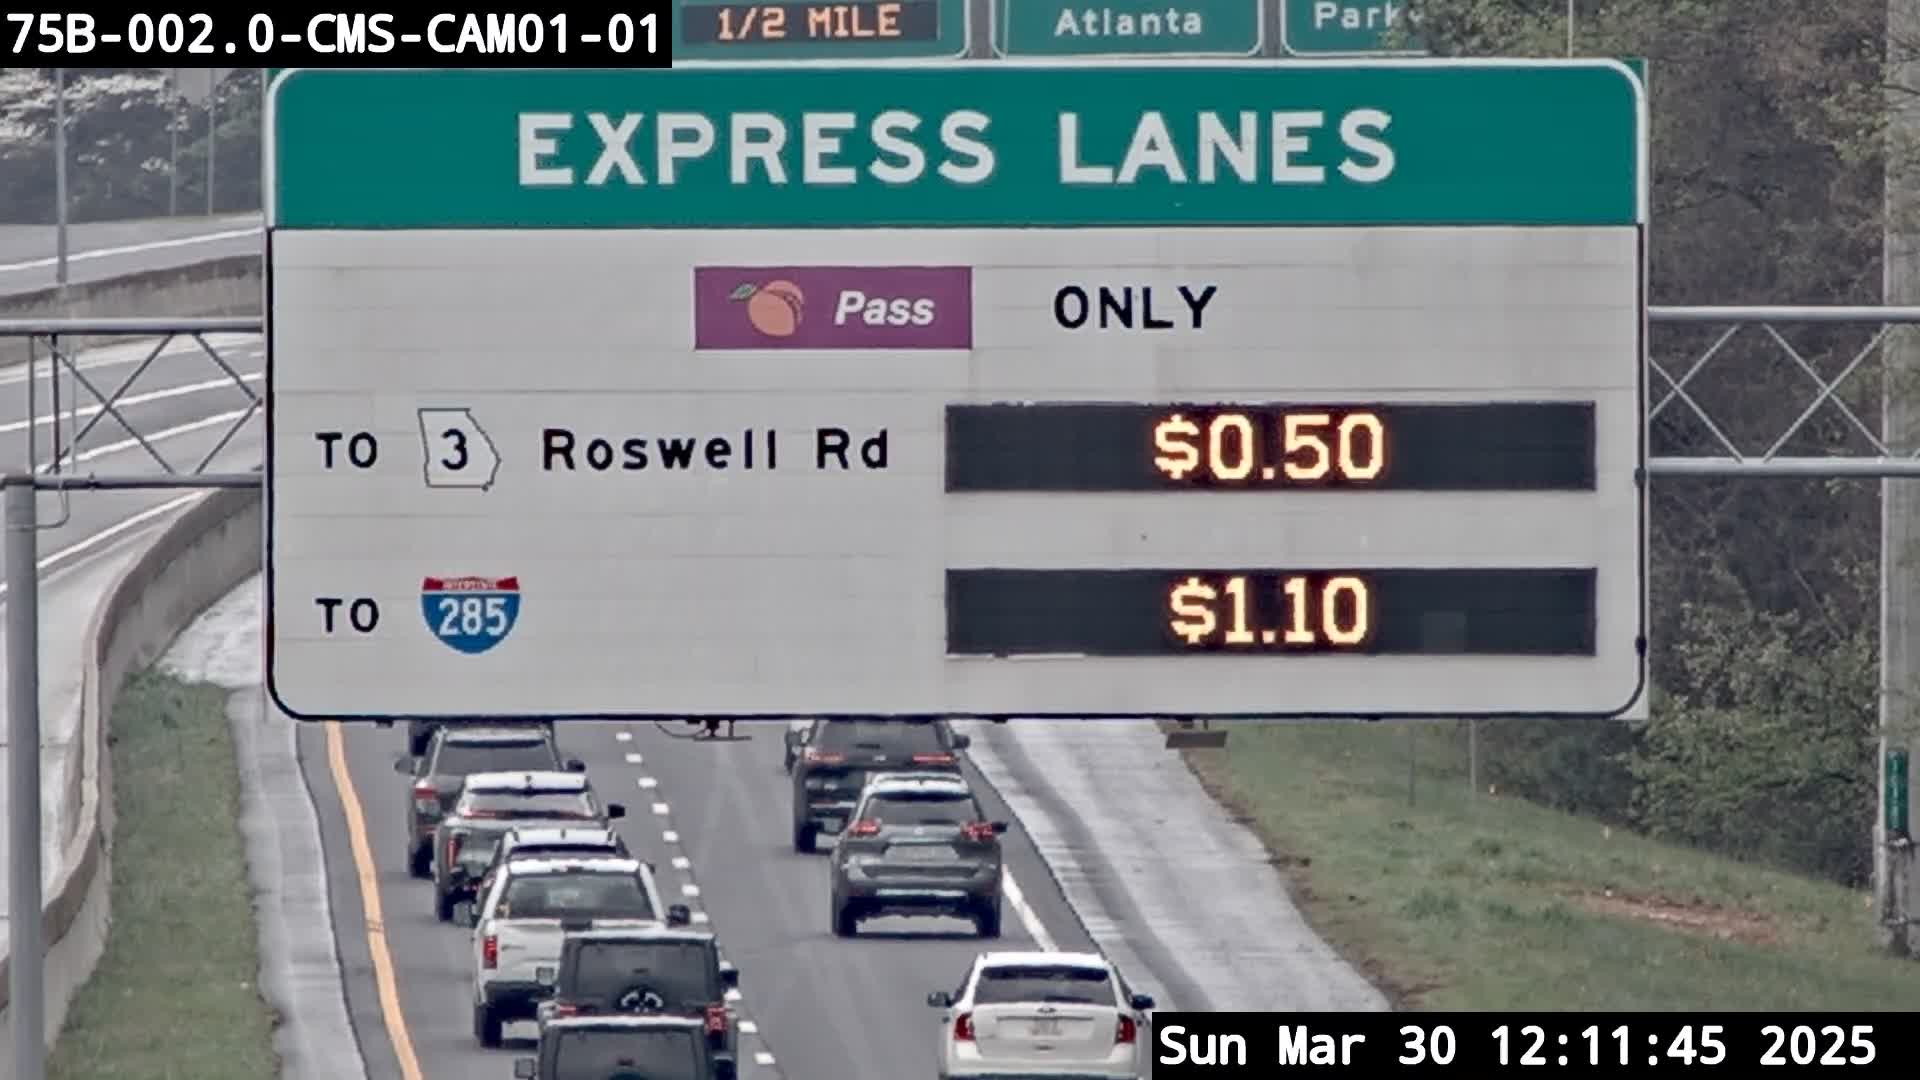 75B-002.0-CMS-CAM01-01
1/2 MILE
Atlanta
EXPRESS LANES
Pass ONLY
TO 3 Roswell Rd $0.50
TO INTERSTATE 285 $1.10
Sun Mar 30 12:11:45 2025